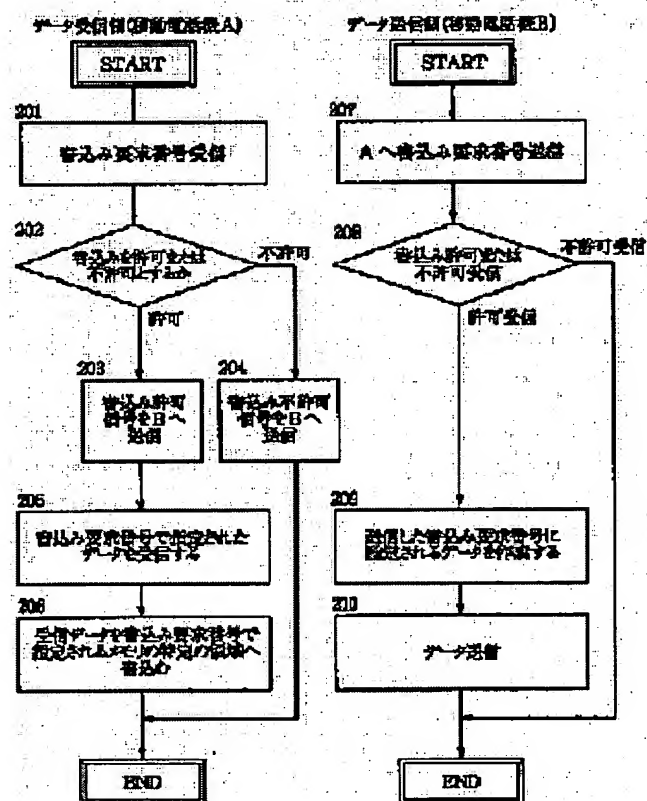 データ受信側(移動電話機A)
START
201
書込み要求番号受信
202
書込みを許可または
不許可とするか
不許可
許可
203
書込み許可
信号をBへ
送信
204
書込み不許可
信号をBへ
送信
205
書込み要求番号で指定された
データを受信する
206
受信データを書込み要求番号で
指定されるメモリの特定の領域へ
書込む
END
データ送信側(移動電話機B)
START
207
Aへ書込み要求番号送信
208
書込み許可または
不許可受信
不許可受信
許可受信
209
送信した書込み要求番号に
設定されるデータを作成する
210
データ送信
END